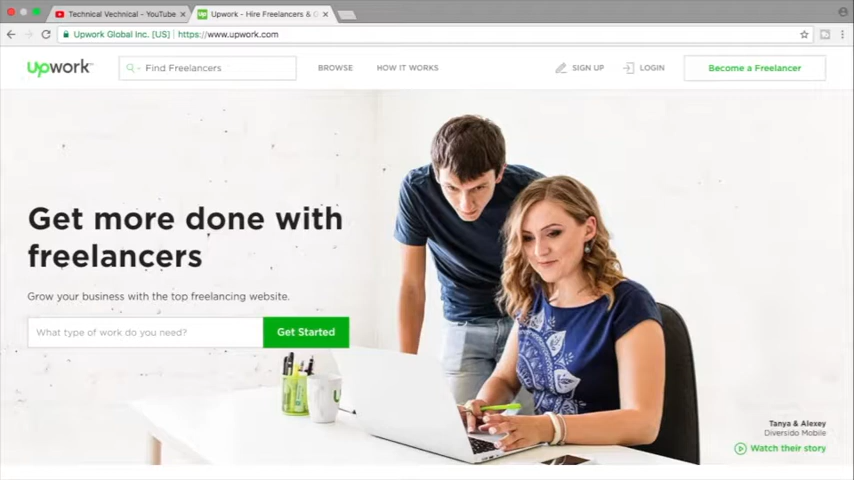 Technical Vechnical - YouTube
Upwork - Hire Freelancers &
Upwork Global Inc. [US] | https://www.upwork.com
upwork
Find Freelancers
BROWSE
HOW IT WORKS
SIGN UP
LOGIN
Become a Freelancer
Get more done with
freelancers
Grow your business with the top freelancing website.
What type of work do you need?
Get Started
Tanya & Alexey
Diversido Mobile
Watch their story